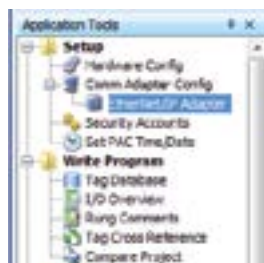 Application Tools
Setup
Hardware Config
Comm Adapter Config
EtherNet/IP Adapter
Security Accounts
Set PAC Time/Date
Write Program
Tag Database
I/O Overview
Rung Comments
Tag Cross Reference
Compare Project